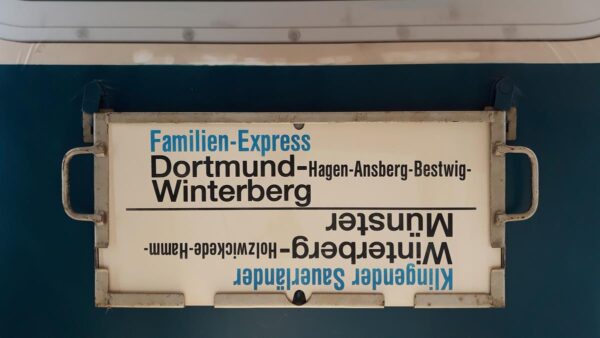 Familien-Express
Dortmund-Hagen-Ansberg-Bestwig-
Winterberg
Klingender Sauerländer
Winterberg-Holzwickede-Hamm-
Münster